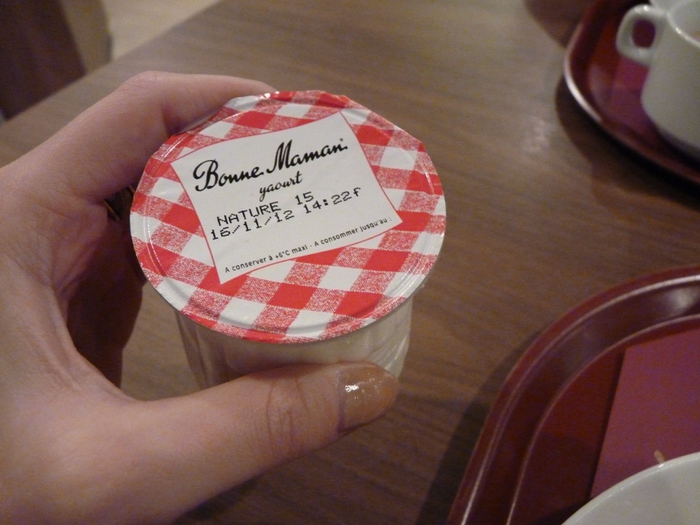 Bonne Maman
yaourt
NATURE 15
16/11/12 14:22F
A conserver à +6°C maxi - A consommer jusqu'au :